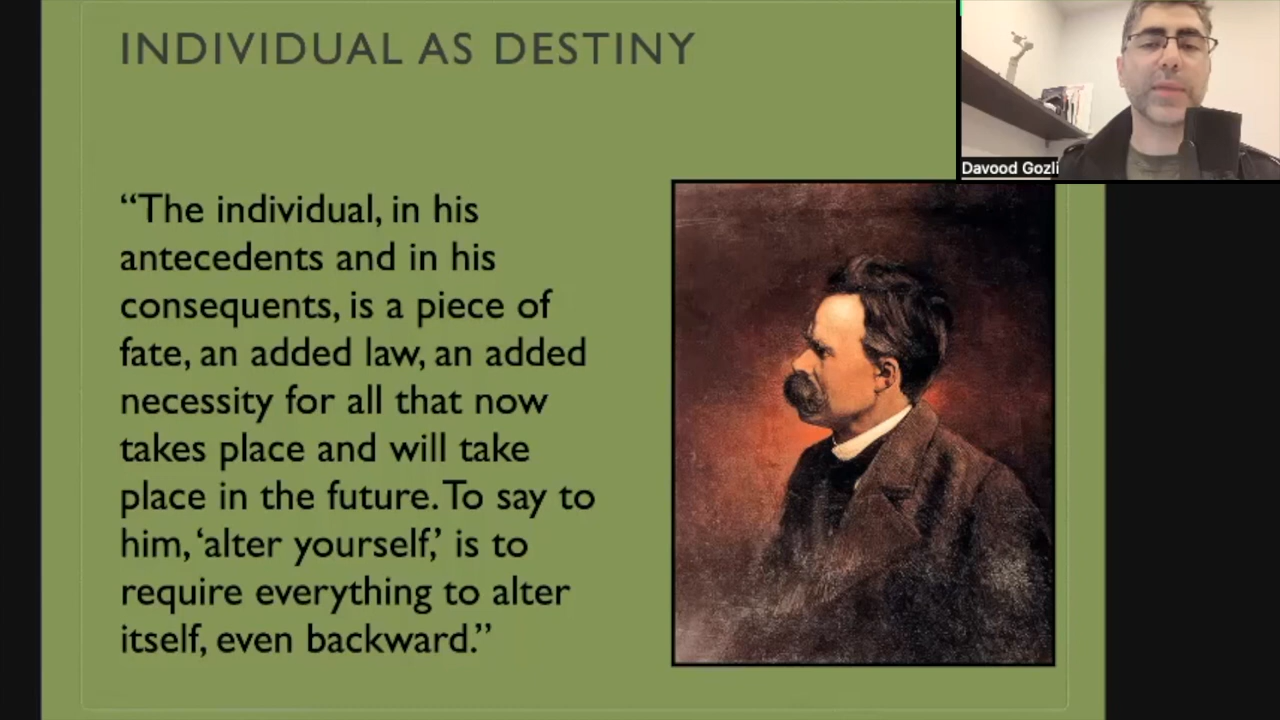 INDIVIDUAL AS DESTINY
Davood Gozli
“The individual, in his
antecedents and in his
consequents, is a piece of
fate, an added law, an added
necessity for all that now
takes place and will take
place in the future. To say to
him, ‘alter yourself,’ is to
require everything to alter
itself, even backward.”